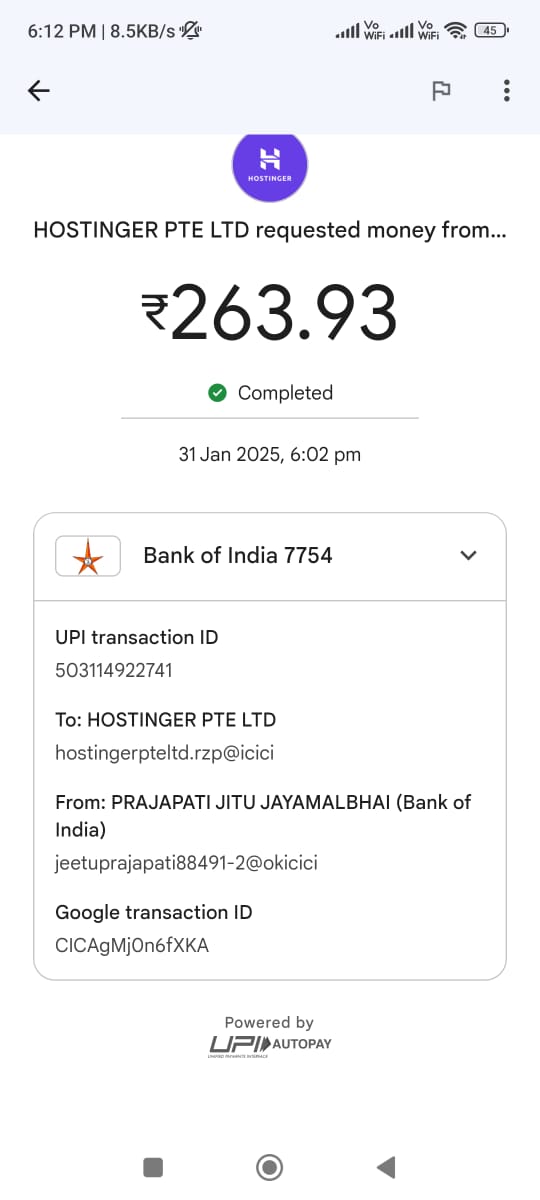 6:12 PM | 8.5KB/s
Vo WiFi Vo WiFi 45
HOSTINGER
HOSTINGER PTE LTD requested money from...
₹263.93
Completed
31 Jan 2025, 6:02 pm
Bank of India 7754
UPI transaction ID
503114922741
To: HOSTINGER PTE LTD
hostingerpteltd.rzp@icici
From: PRAJAPATI JITU JAYAMALBHAI (Bank of
India)
jeetuprajapati88491-2@okicici
Google transaction ID
CICAgMj0n6fXKA
Powered by
UPI AUTOPAY
UNIFIED PAYMENTS INTERFACE